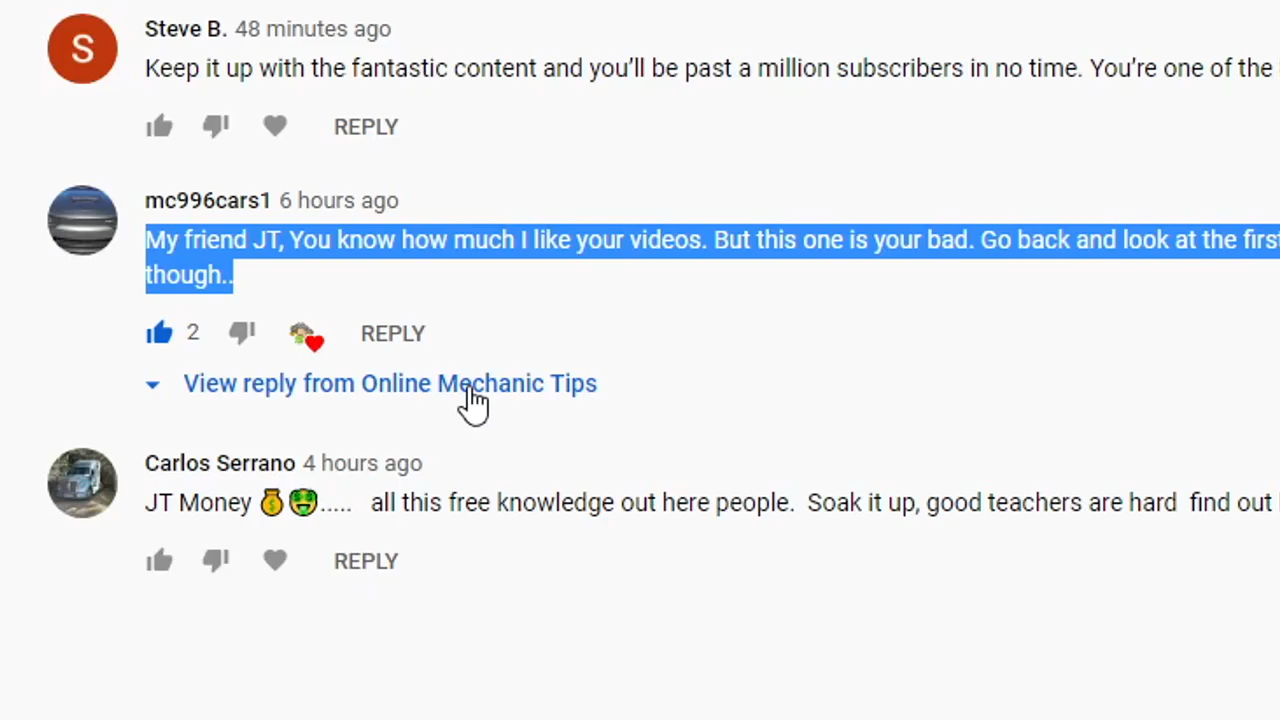 S
Steve B. 48 minutes ago
Keep it up with the fantastic content and you’ll be past a million subscribers in no time. You’re one of the
REPLY
mc996cars1 6 hours ago
My friend JT, You know how much I like your videos. But this one is your bad. Go back and look at the first
though..
2 REPLY
View reply from Online Mechanic Tips
Carlos Serrano 4 hours ago
JT Money 💰🤑..... all this free knowledge out here people. Soak it up, good teachers are hard find out
REPLY